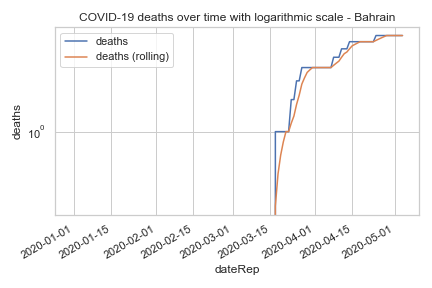 COVID-19 deaths over time with logarithmic scale - Bahrain
deaths
deaths (rolling)
deaths
10^0
2020-01-01
2020-01-15
2020-02-01
2020-02-15
2020-03-01
2020-03-15
2020-04-01
2020-04-15
2020-05-01
dateRep